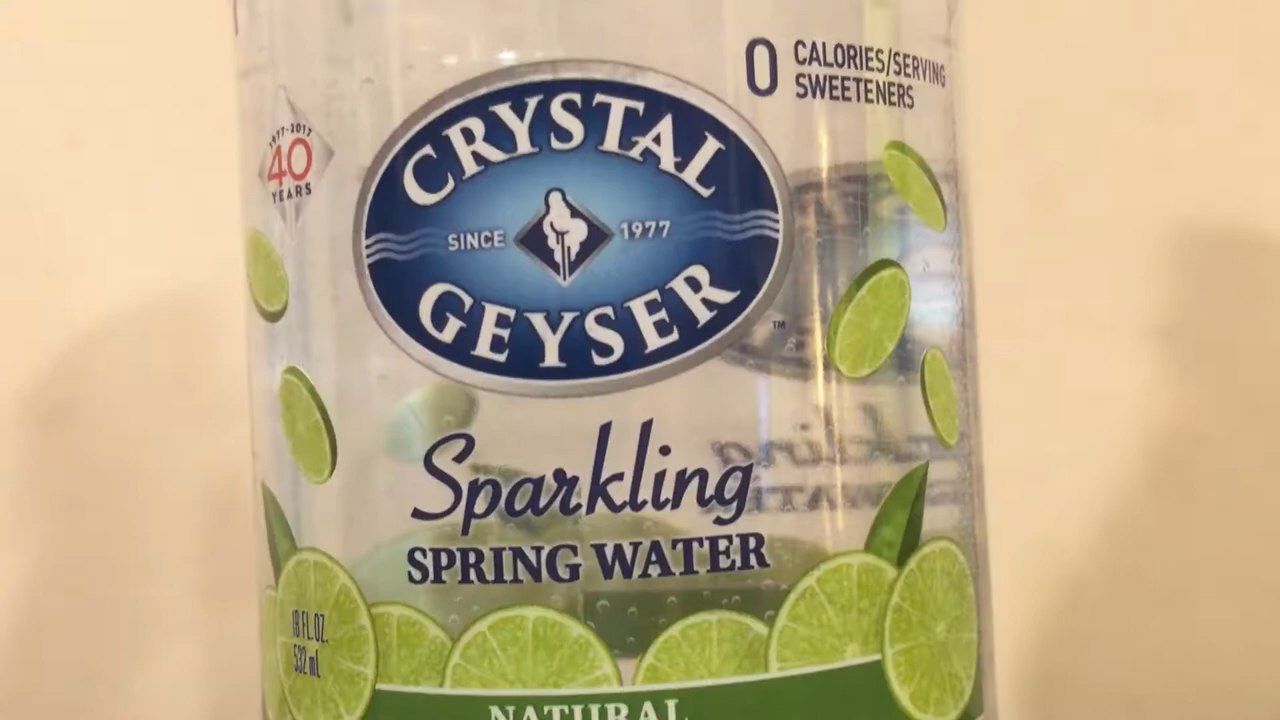 0 CALORIES/SERVING
SWEETENERS
1977-2017
40
YEARS
CRYSTAL
SINCE 1977
GEYSER
TM
Sparkling
SPRING WATER
18 FL.OZ.
532 mL
NATURAL